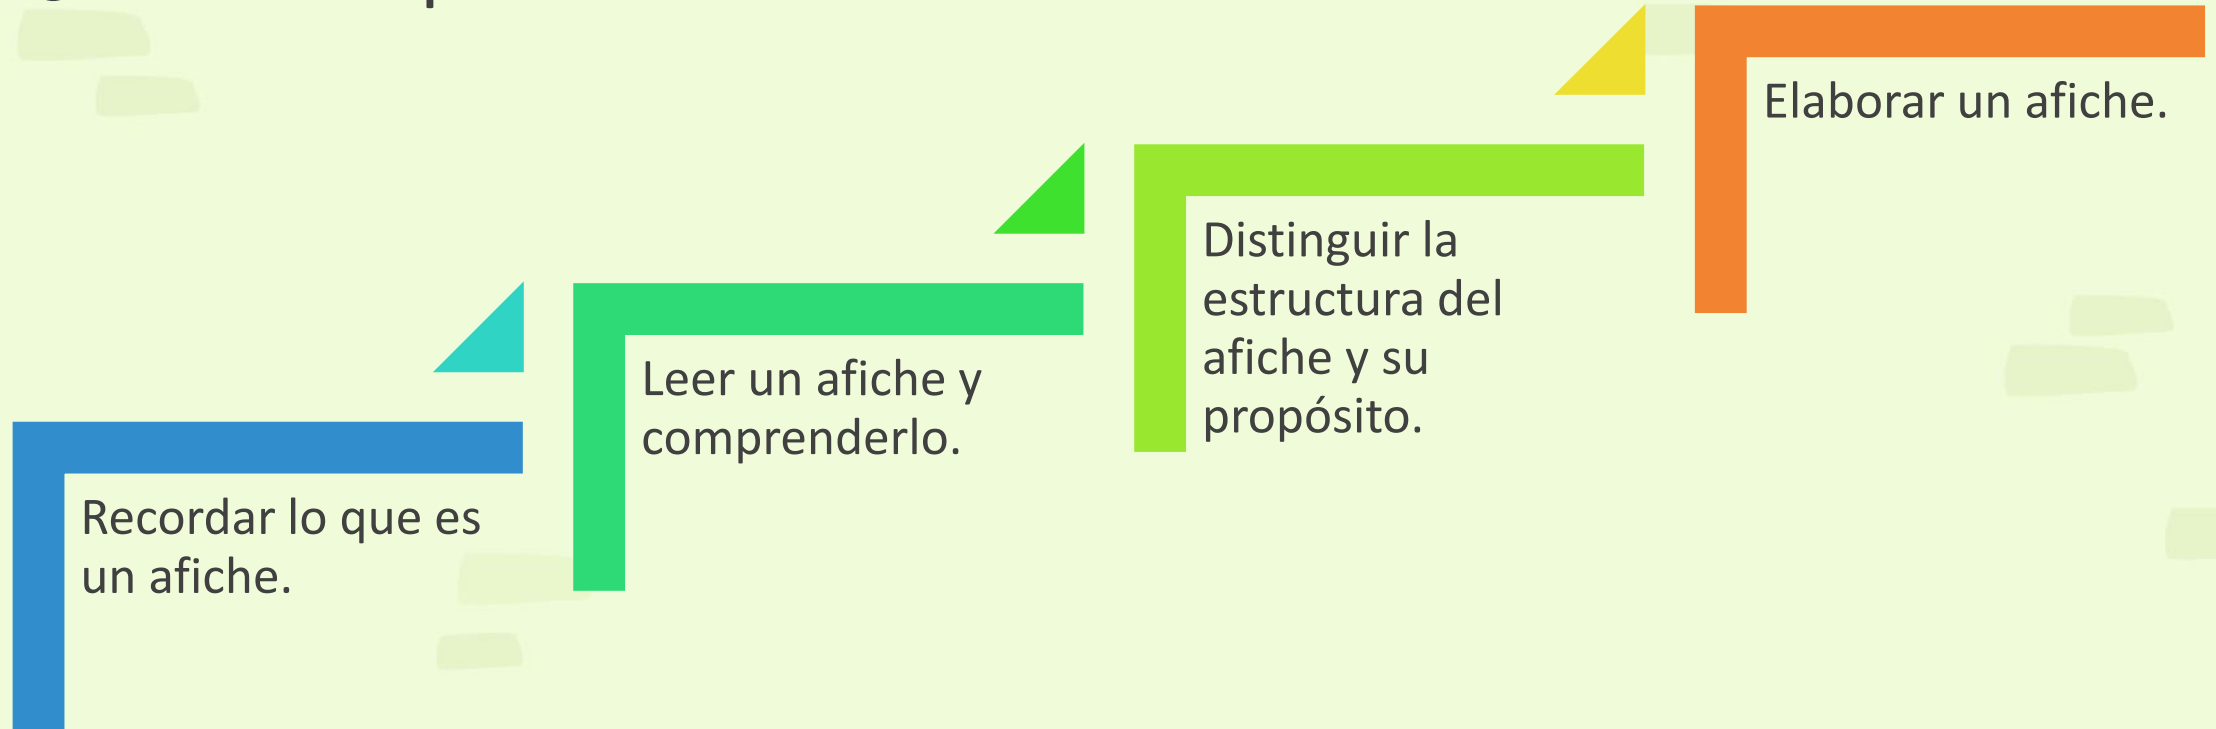 Recordar lo que es
un afiche.
Leer un afiche y
comprenderlo.
Distinguir la
estructura del
afiche y su
propósito.
Elaborar un afiche.